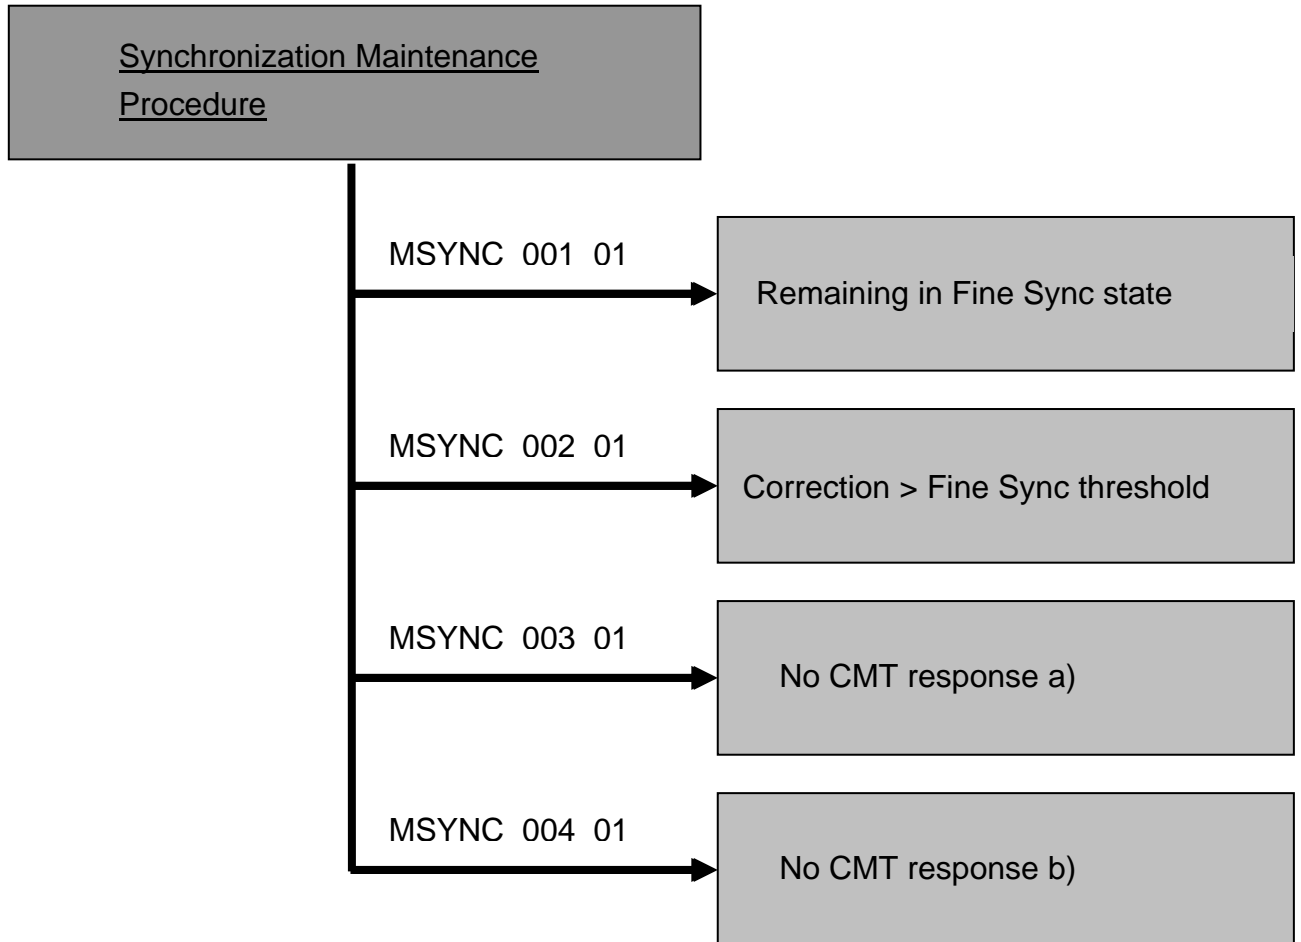 Synchronization Maintenance
Procedure
MSYNC 001 01
Remaining in Fine Sync state
MSYNC 002 01
Correction > Fine Sync threshold
MSYNC 003 01
No CMT response a)
MSYNC 004 01
No CMT response b)